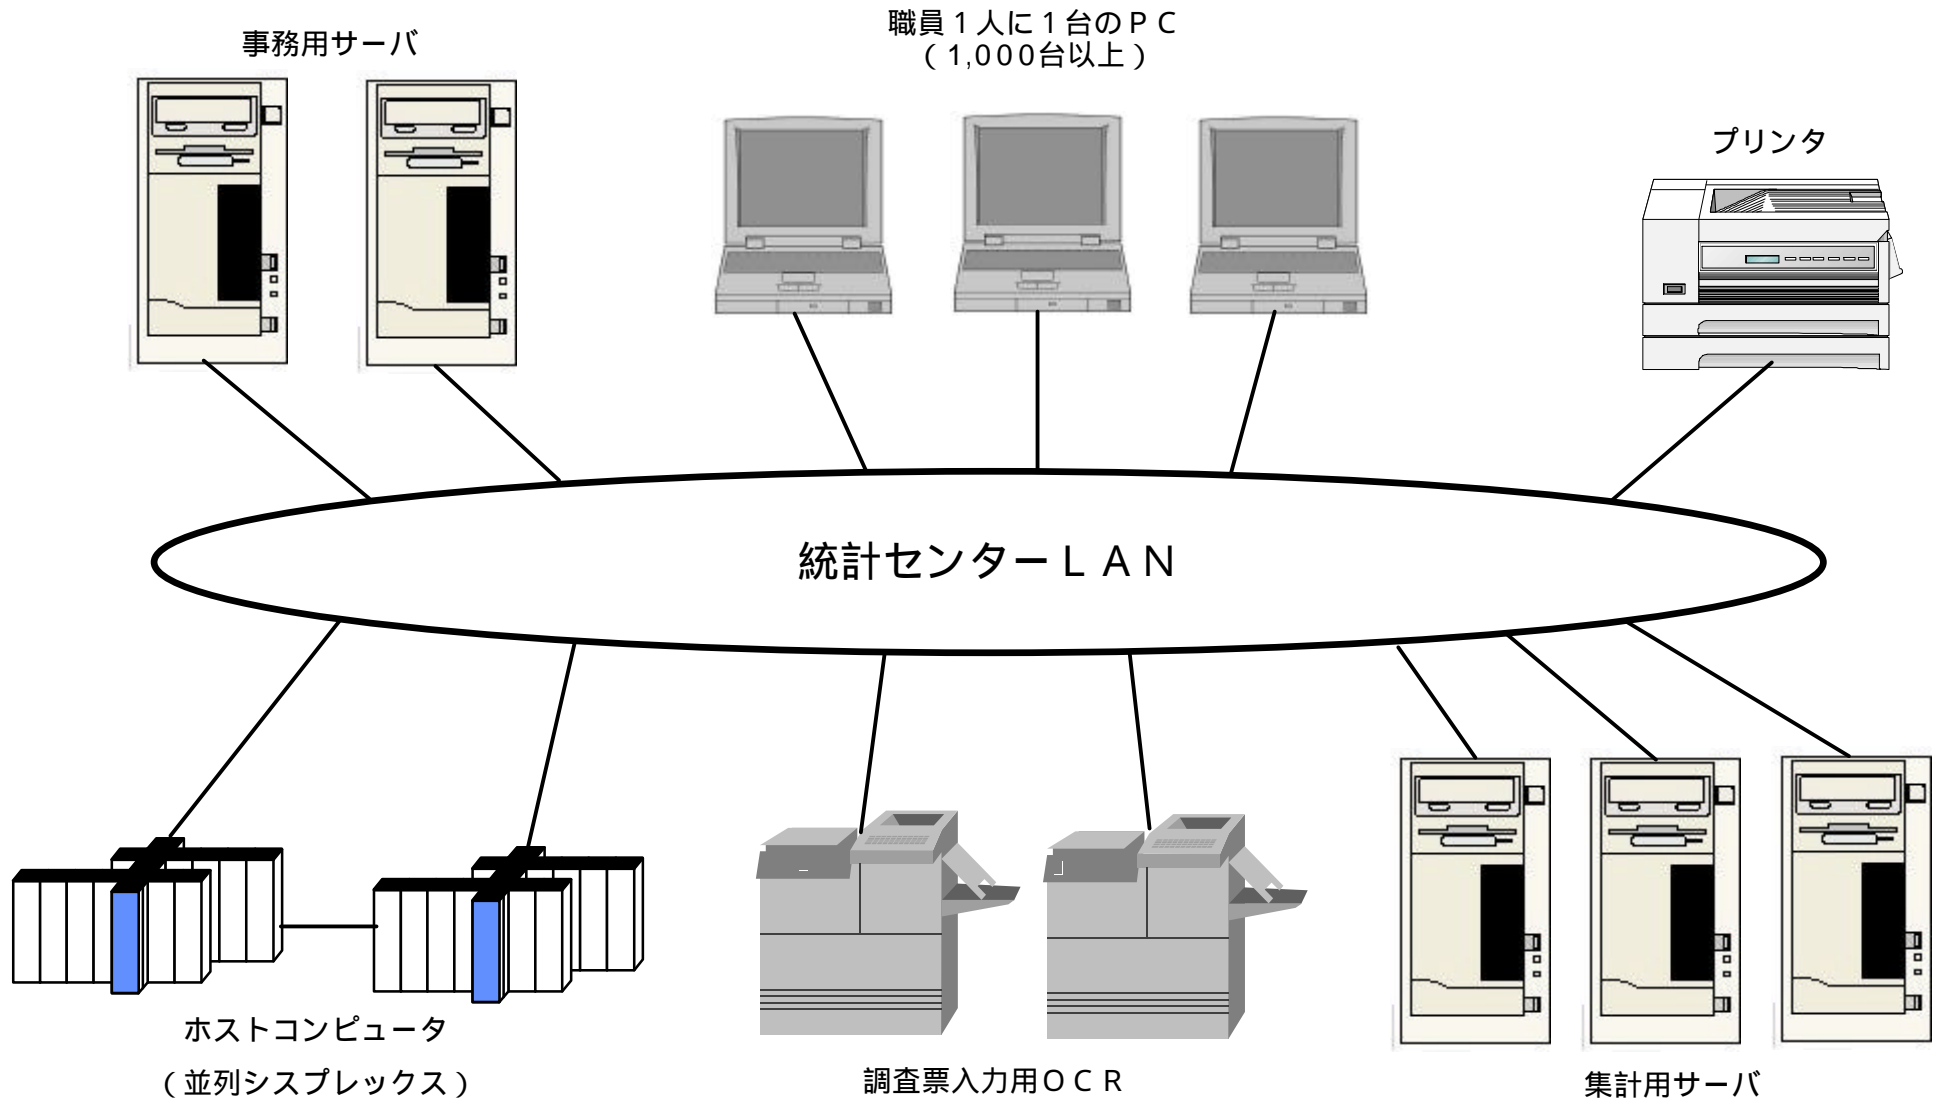 職員１人に１台のＰＣ
（1,000台以上）
事務用サーバ
プリンタ
統計センターＬＡＮ
ホストコンピュータ
（並列シスプレックス）
調査票入力用ＯＣＲ
集計用サーバ